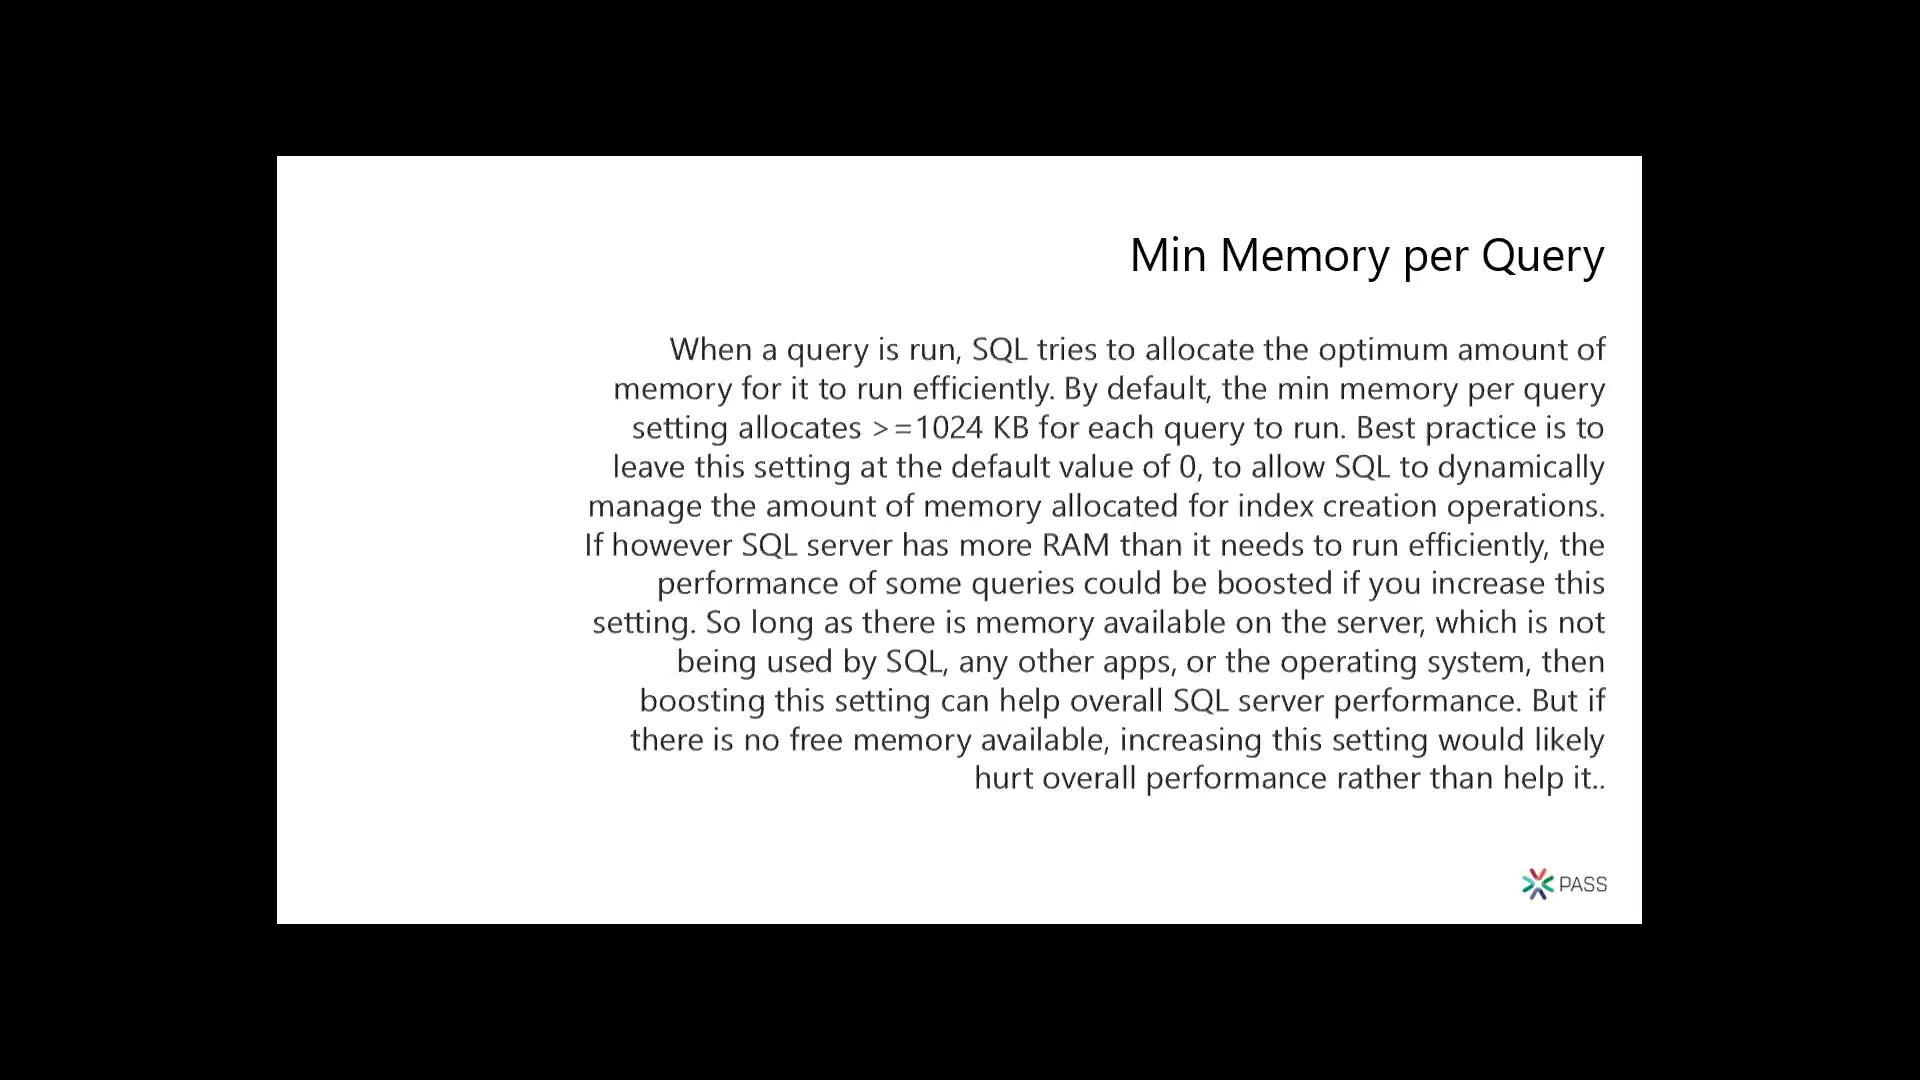 Min Memory per Query
When a query is run, SQL tries to allocate the optimum amount of
memory for it to run efficiently. By default, the min memory per query
setting allocates >=1024 KB for each query to run. Best practice is to
leave this setting at the default value of 0, to allow SQL to dynamically
manage the amount of memory allocated for index creation operations.
If however SQL server has more RAM than it needs to run efficiently, the
performance of some queries could be boosted if you increase this
setting. So long as there is memory available on the server, which is not
being used by SQL, any other apps, or the operating system, then
boosting this setting can help overall SQL server performance. But if
there is no free memory available, increasing this setting would likely
hurt overall performance rather than help it..
PASS